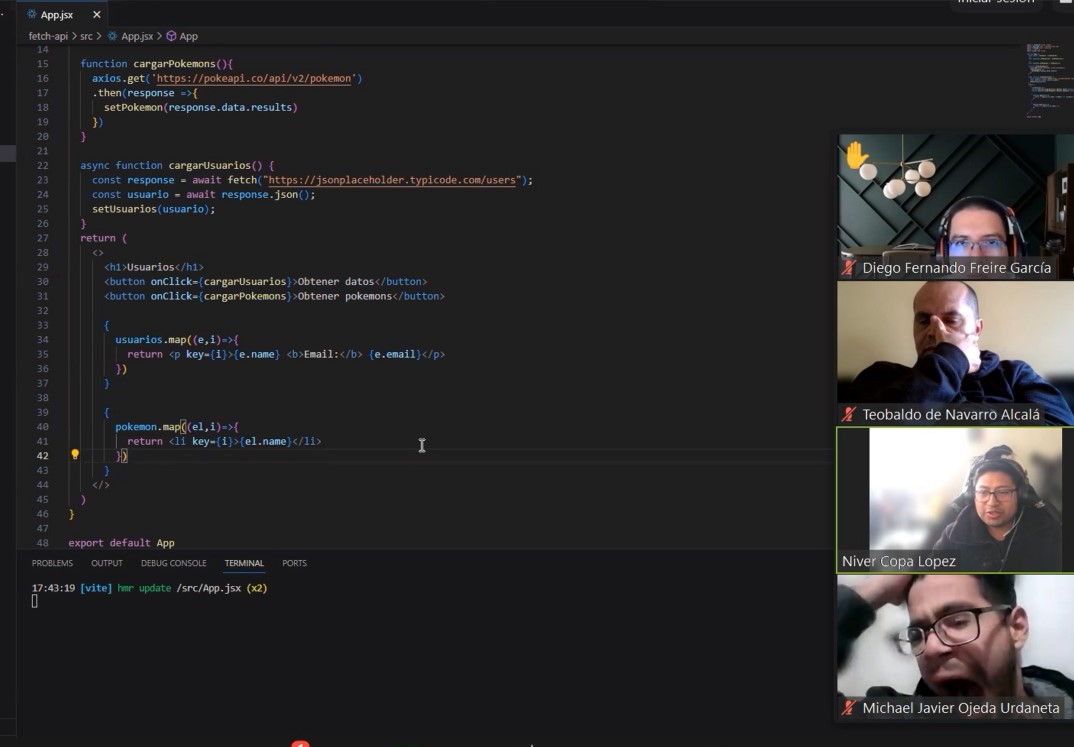 App.jsx
fetch-api > src > App.jsx > App
14
15 function cargarPokemons(){
16 axios.get('https://pokeapi.co/api/v2/pokemon')
17 .then(response =>{
18 setPokemon(response.data.results)
19 })
20 }
21
22 async function cargarUsuarios() {
23 const response = await fetch("https://jsonplaceholder.typicode.com/users");
24 const usuario = await response.json();
25 setUsuarios(usuario);
26 }
27 return (
28 <>
29 <h1>Usuarios</h1>
30 <button onClick={cargarUsuarios}>Obtener datos</button>
31 <button onClick={cargarPokemons}>Obtener pokemons</button>
32
33 {
34 usuarios.map((e,i)=>{
35 return <p key={i}>{e.name} <b>Email:</b> {e.email}</p>
36 })
37 }
38
39 {
40 pokemon.map((el,i)=>{
41 return <li key={i}>{el.name}</li>
42 })
43 }
44 </>
45 )
46 }
47
48 export default App
PROBLEMS OUTPUT DEBUG CONSOLE TERMINAL PORTS
17:43:19 [vite] hmr update /src/App.jsx (x2)
Iniciar sesión
Diego Fernando Freire García
Teobaldo de Navarro Alcalá
Niver Copa Lopez
Michael Javier Ojeda Urdaneta